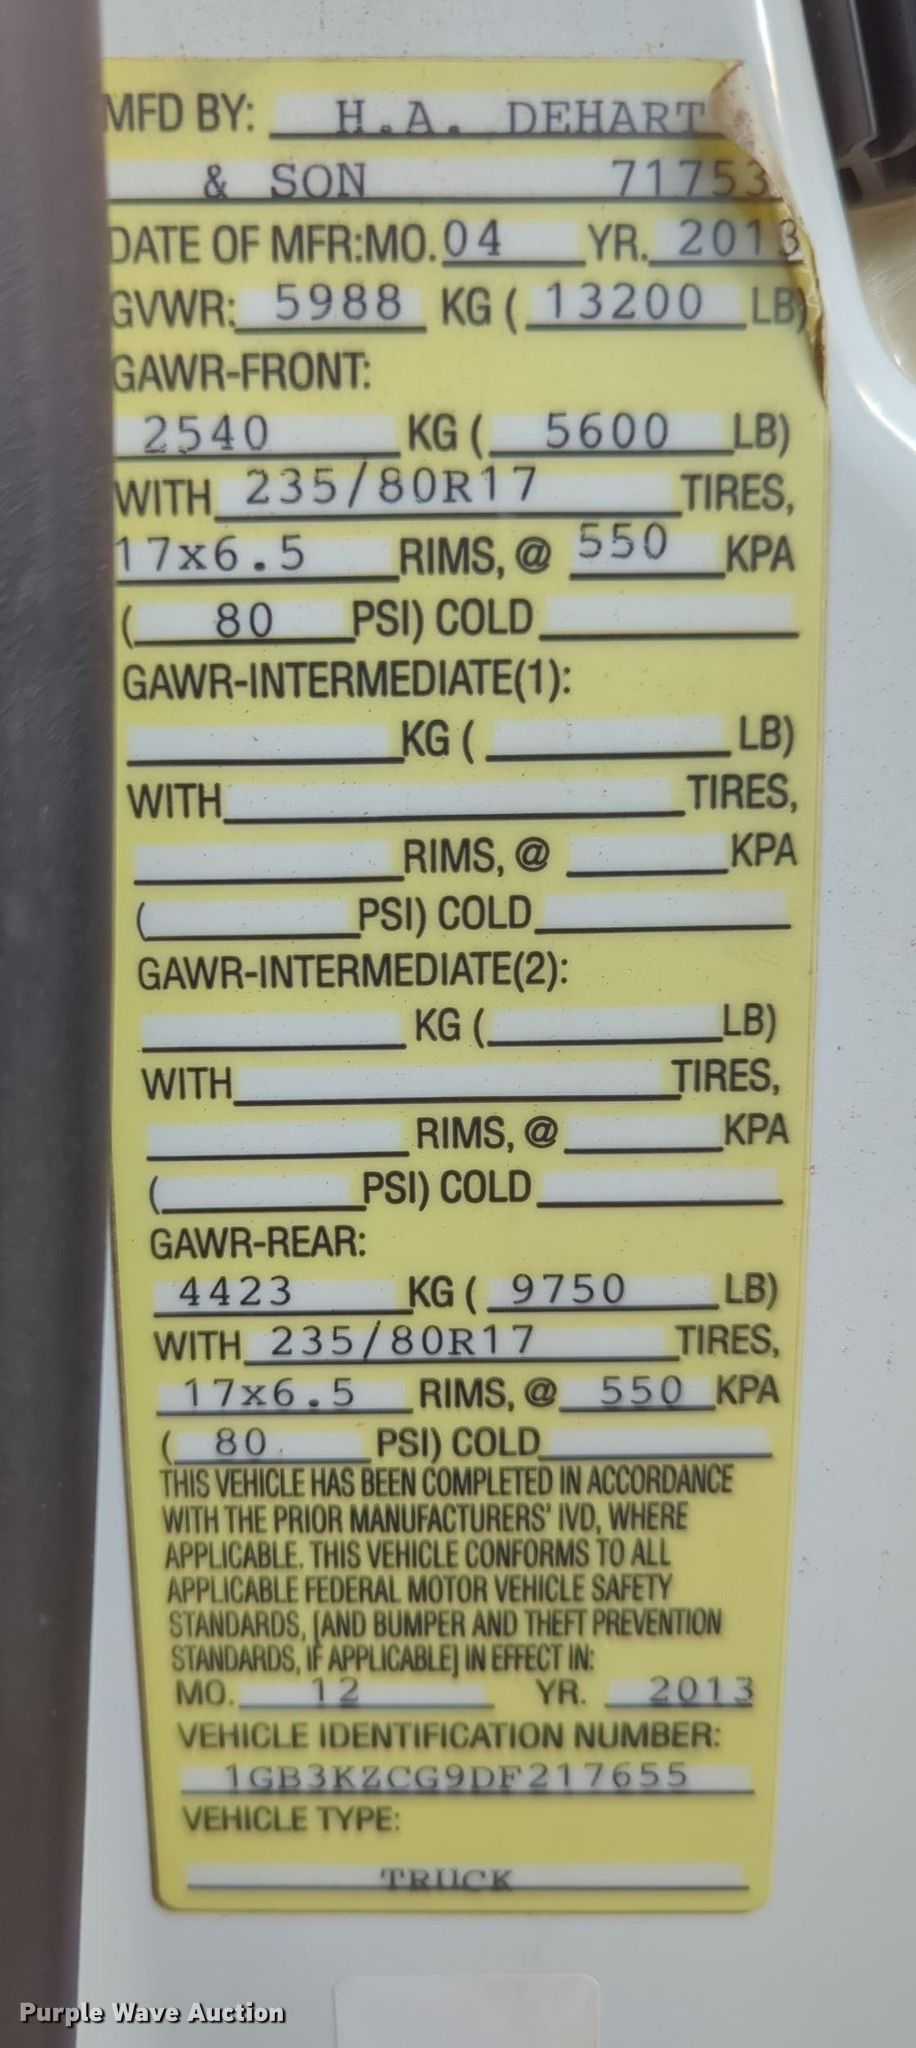 MFD BY: H.A. DEHART
& SON 71753
DATE OF MFR:MO. 04 YR. 2013
GVWR: 5988 KG ( 13200 LB)
GAWR-FRONT:
2540 KG ( 5600 LB)
WITH 235/80R17 TIRES,
17x6.5 RIMS, @ 550 KPA
( 80 PSI) COLD
GAWR-INTERMEDIATE(1):
KG ( LB)
WITH TIRES,
RIMS, @ KPA
( PSI) COLD
GAWR-INTERMEDIATE(2):
KG ( LB)
WITH TIRES,
RIMS, @ KPA
( PSI) COLD
GAWR-REAR:
4423 KG ( 9750 LB)
WITH 235/80R17 TIRES,
17x6.5 RIMS, @ 550 KPA
( 80 PSI) COLD
THIS VEHICLE HAS BEEN COMPLETED IN ACCORDANCE
WITH THE PRIOR MANUFACTURERS' IVD, WHERE
APPLICABLE. THIS VEHICLE CONFORMS TO ALL
APPLICABLE FEDERAL MOTOR VEHICLE SAFETY
STANDARDS, [AND BUMPER AND THEFT PREVENTION
STANDARDS, IF APPLICABLE] IN EFFECT IN:
MO. 12 YR. 2013
VEHICLE IDENTIFICATION NUMBER:
1GB3KZCG9DF217655
VEHICLE TYPE:
TRUCK
Purple Wave Auction